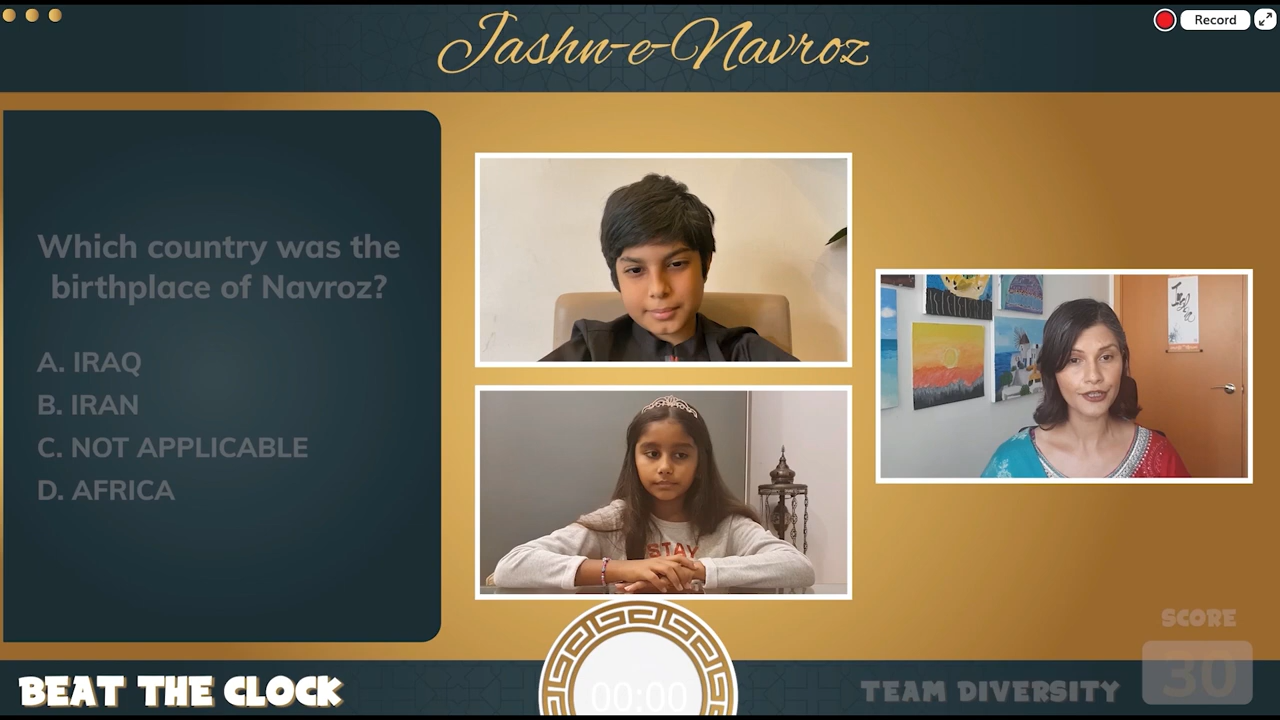 Record
Jashn-e-Navroz
Which country was the
birthplace of Navroz?
A. IRAQ
B. IRAN
C. NOT APPLICABLE
D. AFRICA
STAY
SCORE
30
BEAT THE CLOCK
00:00
TEAM DIVERSITY